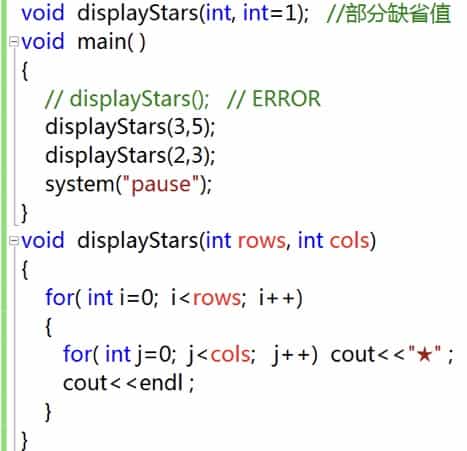 void displayStars(int, int=1);  //部分缺省值
void main( )
{
// displayStars();  // ERROR
displayStars(3,5);
displayStars(2,3);
system("pause");
}
void displayStars(int rows, int cols)
{
for( int i=0; i<rows; i++)
{
for( int j=0; j<cols; j++) cout<<"★" ;
cout<<endl ;
}
}